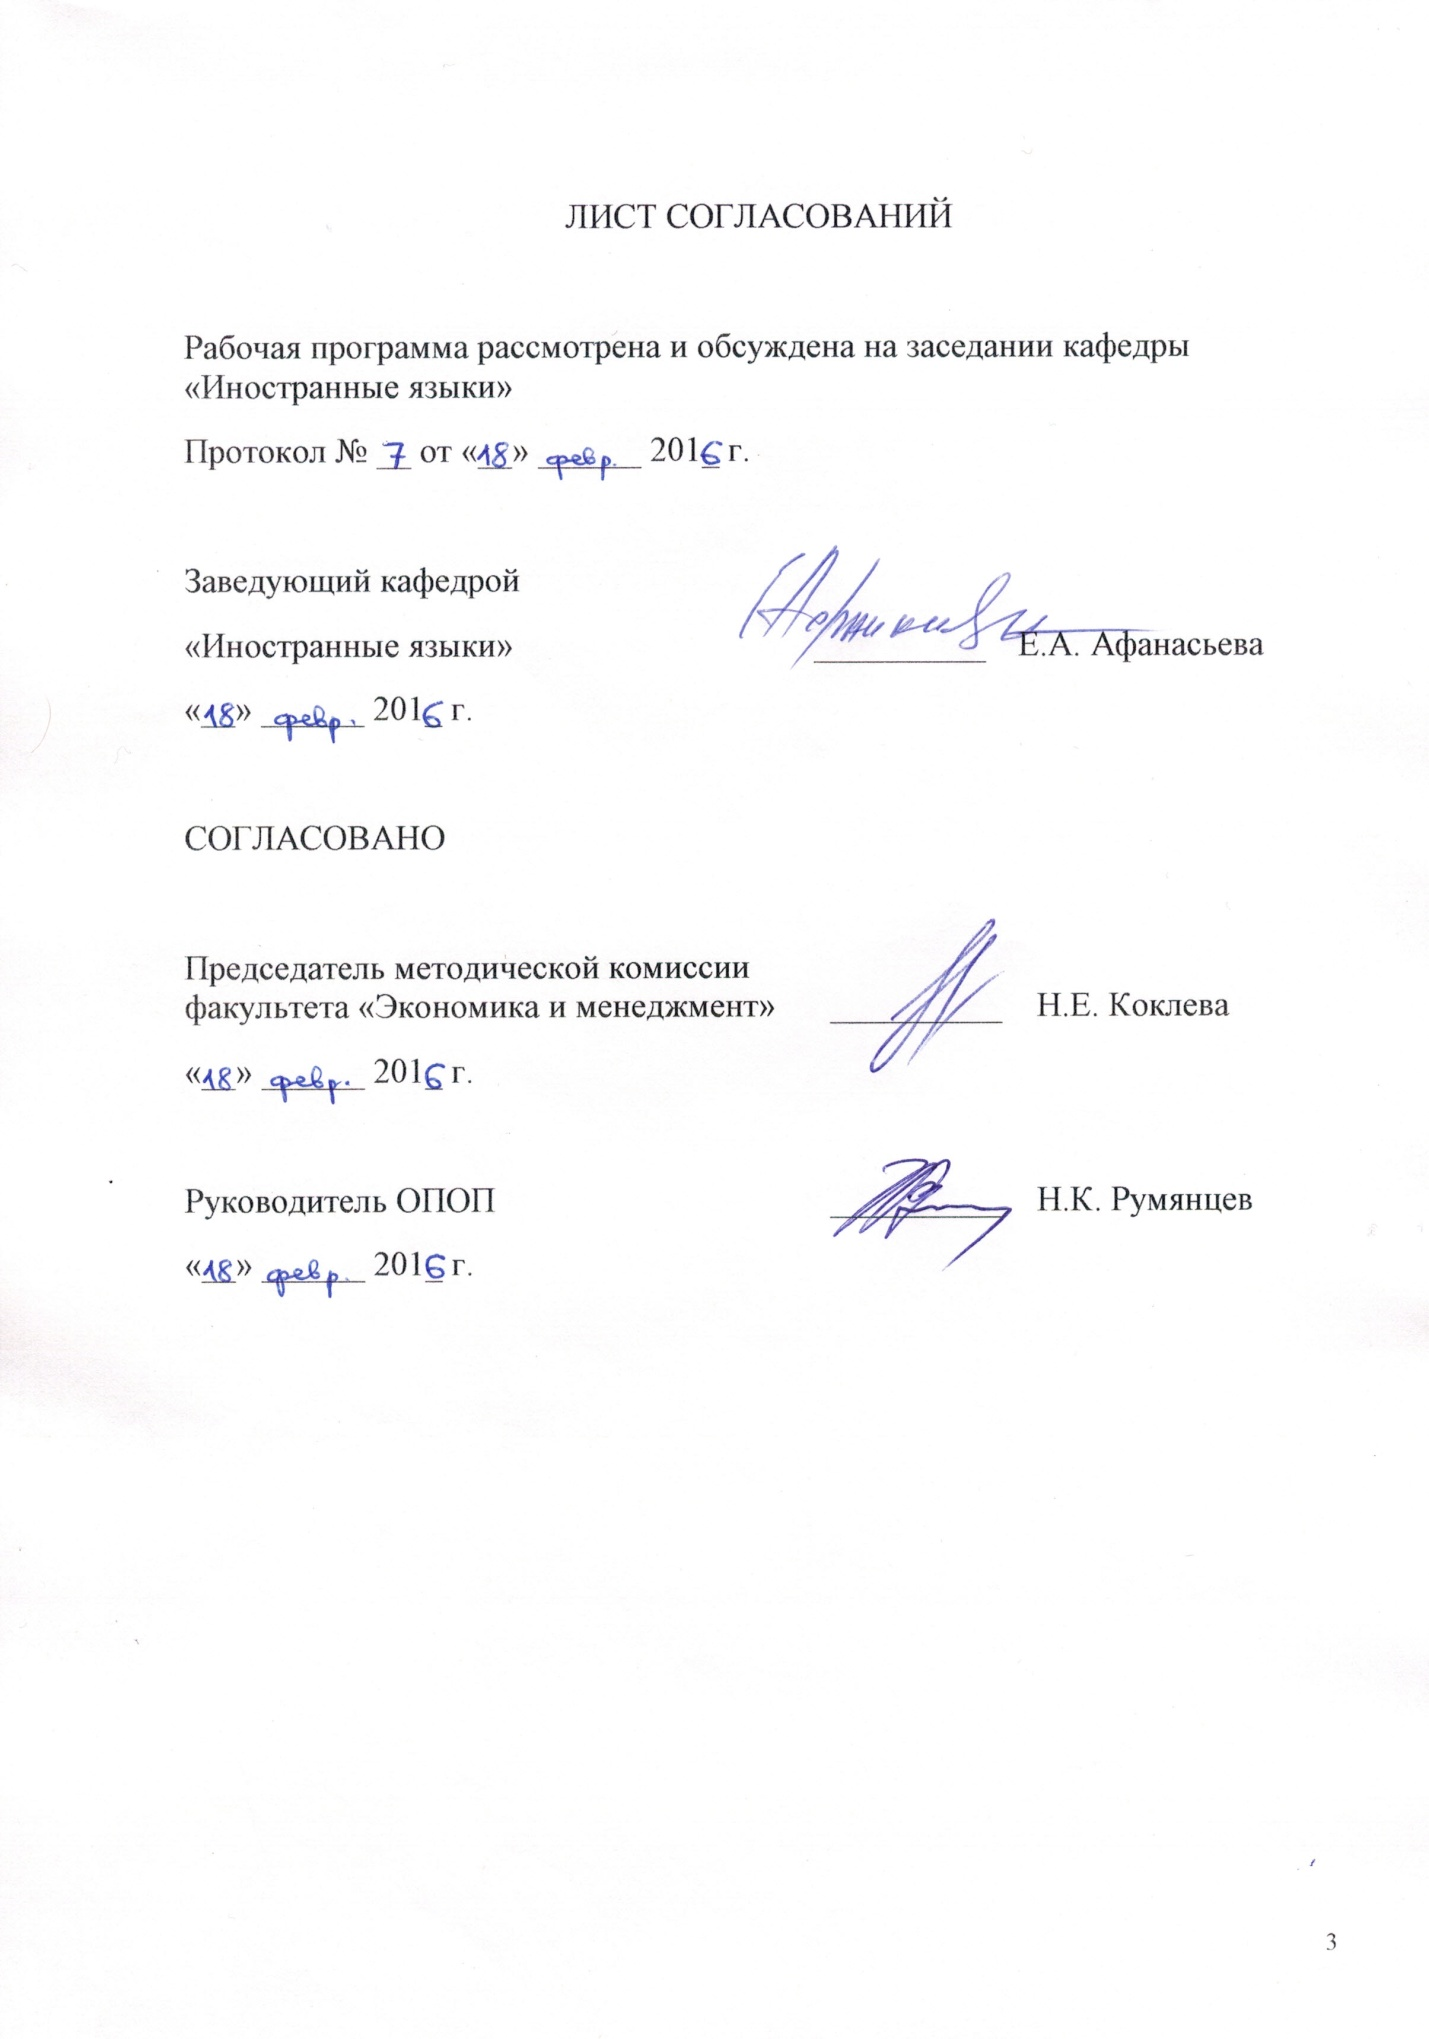 ЛИСТ СОГЛАСОВАНИЙ
Рабочая программа рассмотрена и обсуждена на заседании кафедры
«Иностранные языки»
Протокол № 7 от «18» февр. 2016 г.
Заведующий кафедрой
«Иностранные языки» Е.А. Афанасьева
«18» февр. 2016 г.
СОГЛАСОВАНО
Председатель методической комиссии
факультета «Экономика и менеджмент» Н.Е. Коклева
«18» февр. 2016 г.
Руководитель ОПОП Н.К. Румянцев
«18» февр. 2016 г.
3